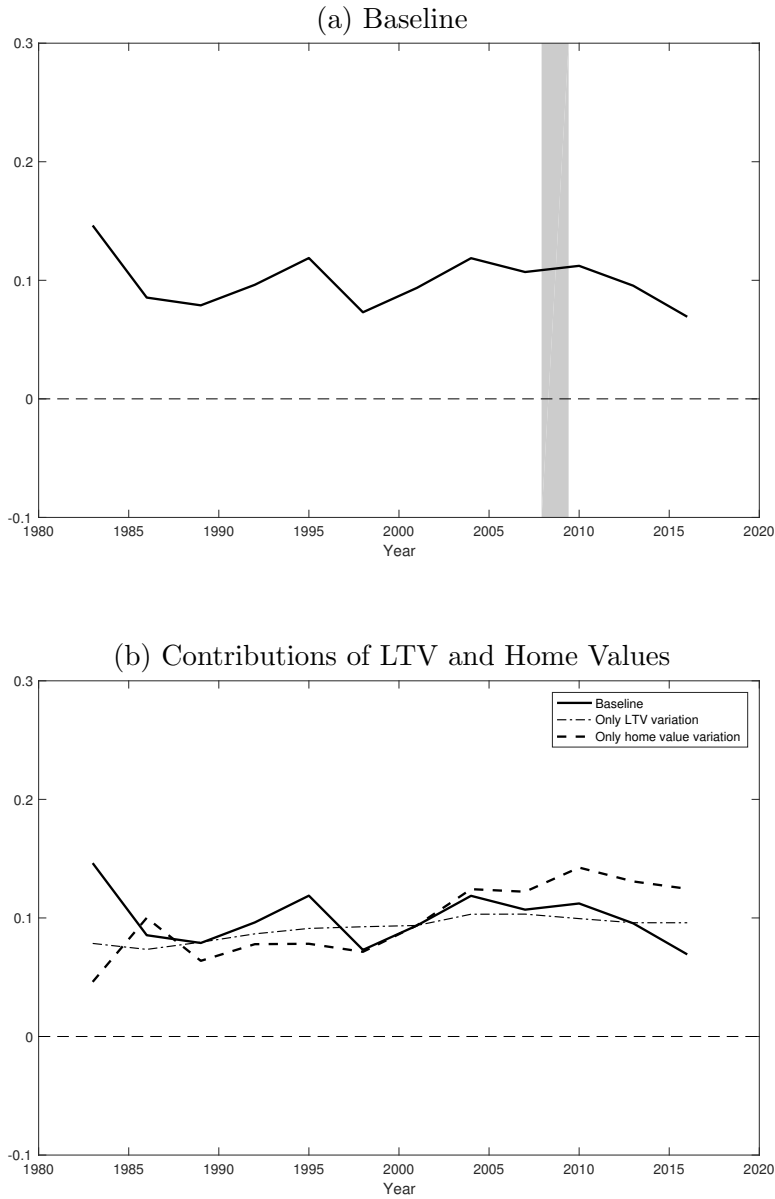 (a) Baseline
0.3
0.2
0.1
0
-0.1
1980 1985 1990 1995 2000 2005 2010 2015 2020
Year
(b) Contributions of LTV and Home Values
0.3
Baseline
Only LTV variation
Only home value variation
0.2
0.1
0
-0.1
1980 1985 1990 1995 2000 2005 2010 2015 2020
Year